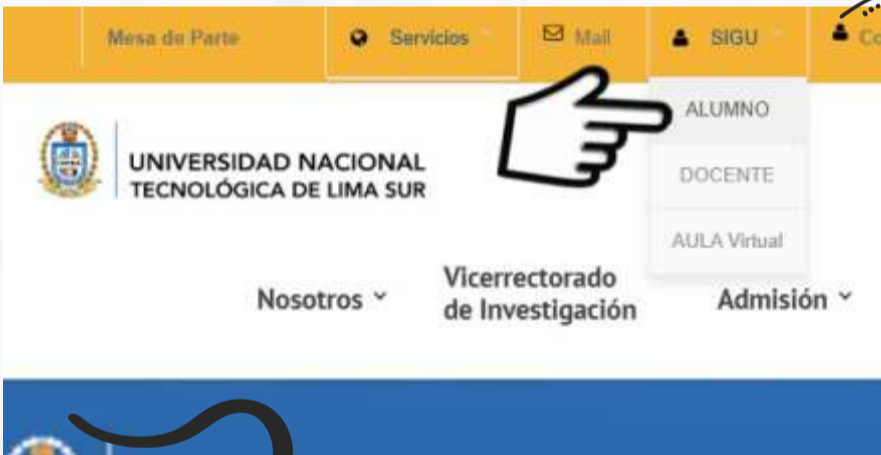 Mesa de Parte
Servicios
Mail
SIGU
Co
ALUMNO
DOCENTE
AULA Virtual
UNIVERSIDAD NACIONAL
TECNOLÓGICA DE LIMA SUR
Nosotros
Vicerrectorado
de Investigación
Admisión